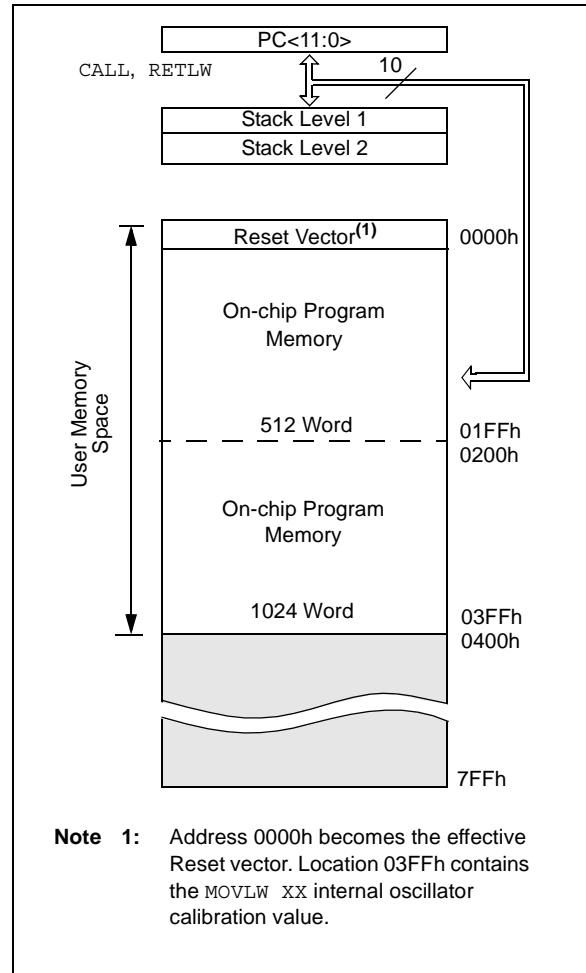 PC<11:0>
CALL, RETLW
10
Stack Level 1
Stack Level 2
Reset Vector(1)
0000h
On-chip Program
Memory
User Memory
Space
512 Word
01FFh
0200h
On-chip Program
Memory
1024 Word
03FFh
0400h
7FFh
Note 1: Address 0000h becomes the effective
Reset vector. Location 03FFh contains
the MOVLW XX internal oscillator
calibration value.